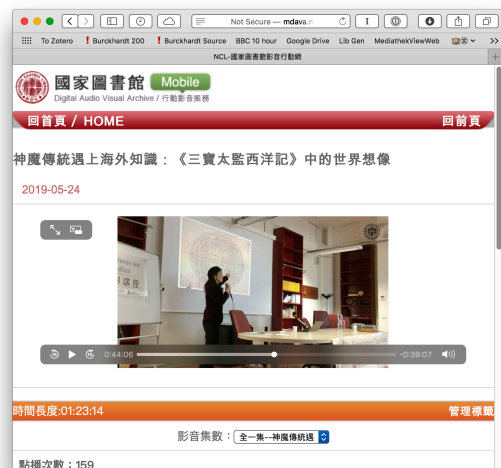 Not Secure — mdava.n
To Zotero ! Burckhardt 200 ! Burckhardt Source BBC 10 hour Google Drive Lib Gen MediathekViewWeb >>
NCL-國家圖書館影音行動網 +
國家圖書館 Mobile
Digital Audio Visual Archive / 行動影音服務
回首頁 / HOME 回前頁
神魔傳統遇上海外知識：《三寶太監西洋記》中的世界想像
2019-05-24
講座
15 15 0:44:06 -0:39:07
時間長度:01:23:14 管理標籤
影音集數： 全一集--神魔傳統遇
點播次數：159